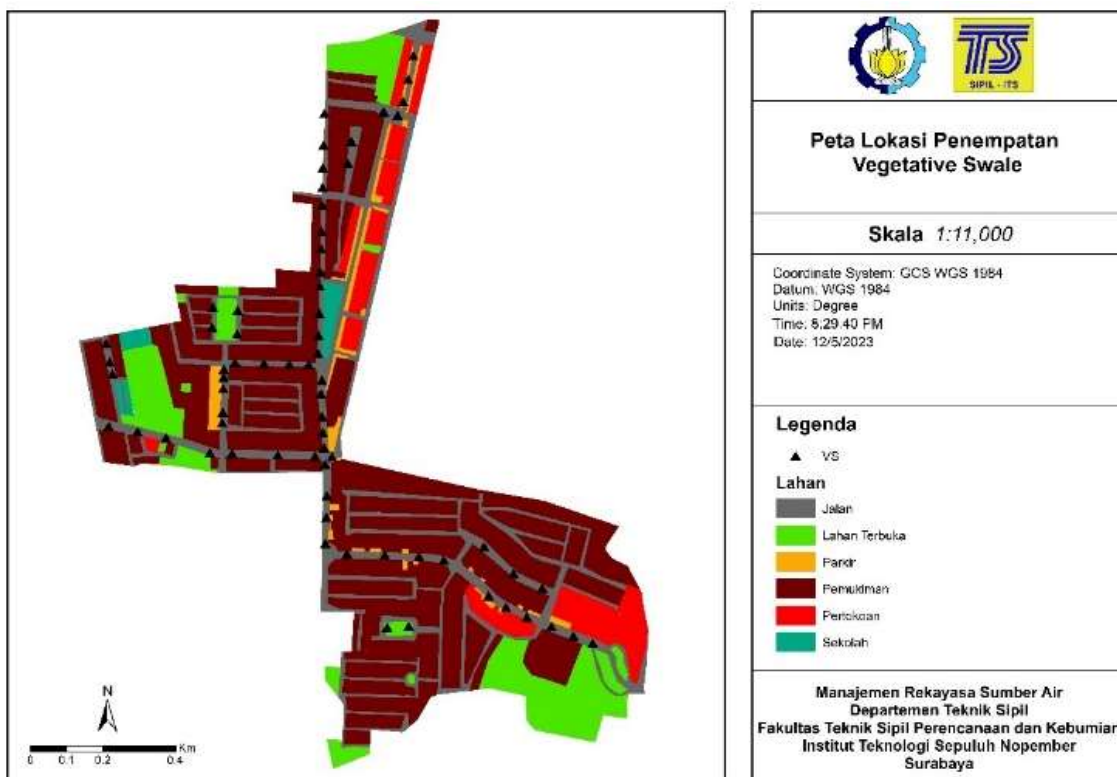 TS
SIPIL - ITS
Peta Lokasi Penempatan
Vegetative Swale
Skala 1:11,000
Coordinate System: GCS WGS 1984
Datum: WGS 1984
Units: Degree
Time: 8:29:40 PM
Date: 12/5/2023
Legenda
VS
Lahan
Jalan
Lahan Terbuka
Parkir
Pemukiman
Pertokoan
Sekolah
N
Km
0 0.1 0.2 0.4
Manajemen Rekayasa Sumber Air
Departemen Teknik Sipil
Fakultas Teknik Sipil Perencanaan dan Kebumian
Institut Teknologi Sepuluh Nopember
Surabaya